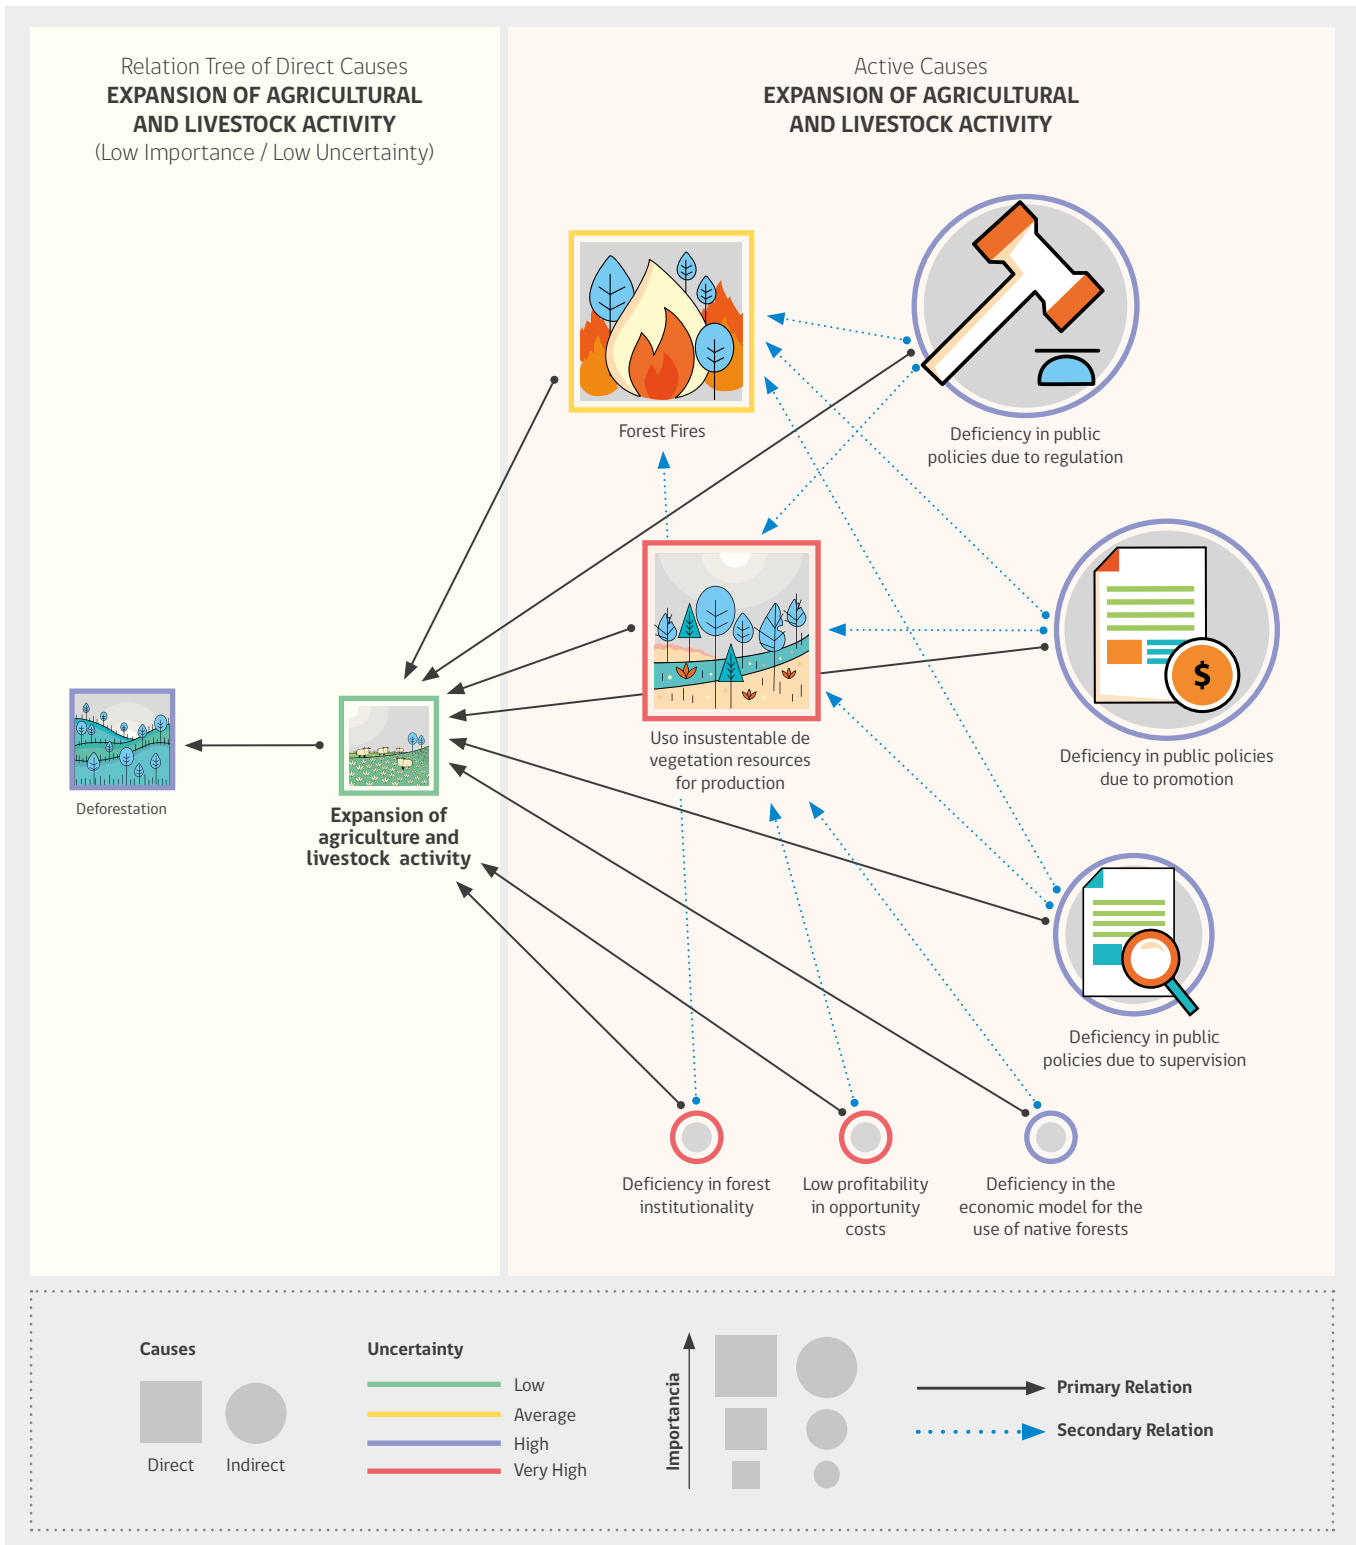 Relation Tree of Direct Causes
EXPANSION OF AGRICULTURAL
AND LIVESTOCK ACTIVITY
(Low Importance / Low Uncertainty)
Active Causes
EXPANSION OF AGRICULTURAL
AND LIVESTOCK ACTIVITY
Forest Fires
Deficiency in public
policies due to regulation
Uso insustentable de
vegetation resources
for production
$
Deficiency in public policies
due to promotion
Deforestation
Expansion of
agriculture and
livestock activity
Deficiency in public
policies due to supervision
Deficiency in forest
institutionality
Low profitability
in opportunity
costs
Deficiency in the
economic model for the
use of native forests
Causes
Direct
Indirect
Uncertainty
Low
Average
High
Very High
Importancia
Primary Relation
Secondary Relation